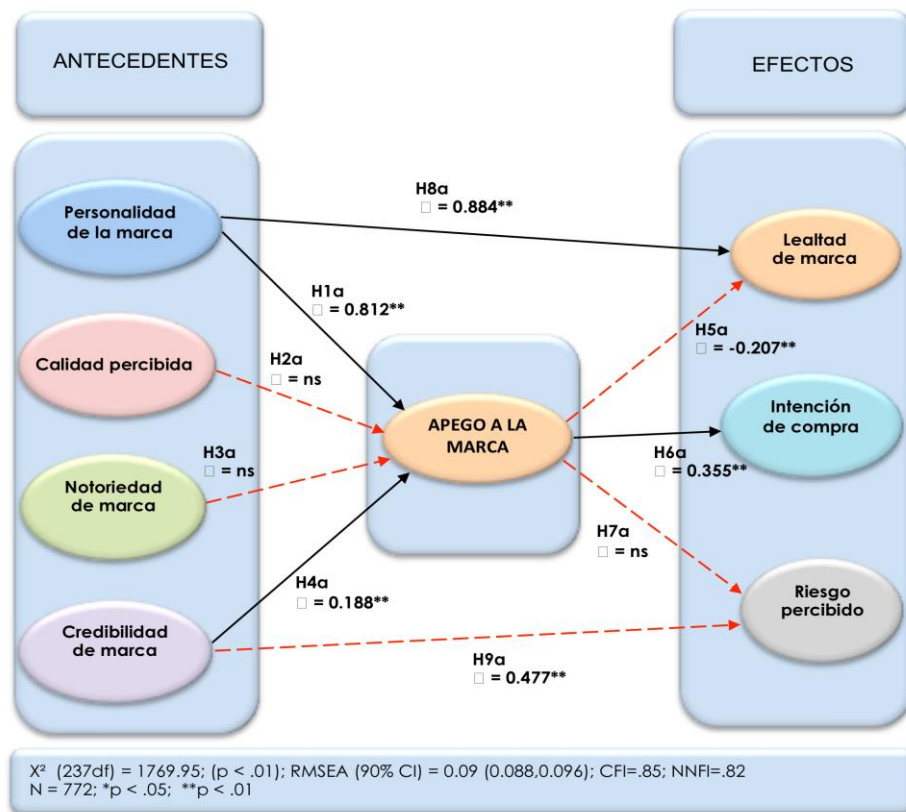 ANTECEDENTES
EFECTOS
Personalidad
de la marca
Calidad percibida
Notoriedad
de marca
Credibilidad
de marca
H8a
□ = 0.884**
H1a
□ = 0.812**
H2a
□ = ns
H3a
□ = ns
H4a
□ = 0.188**
APEGO A LA
MARCA
H5a
□ = -0.207**
H6a
□ = 0.355**
H7a
□ = ns
H9a
□ = 0.477**
Lealtad
de marca
Intención
de compra
Riesgo
percibido
X² (237df) = 1769.95; (p < .01); RMSEA (90% CI) = 0.09 (0.088,0.096); CFI=.85; NNFI=.82
N = 772; *p < .05; **p < .01